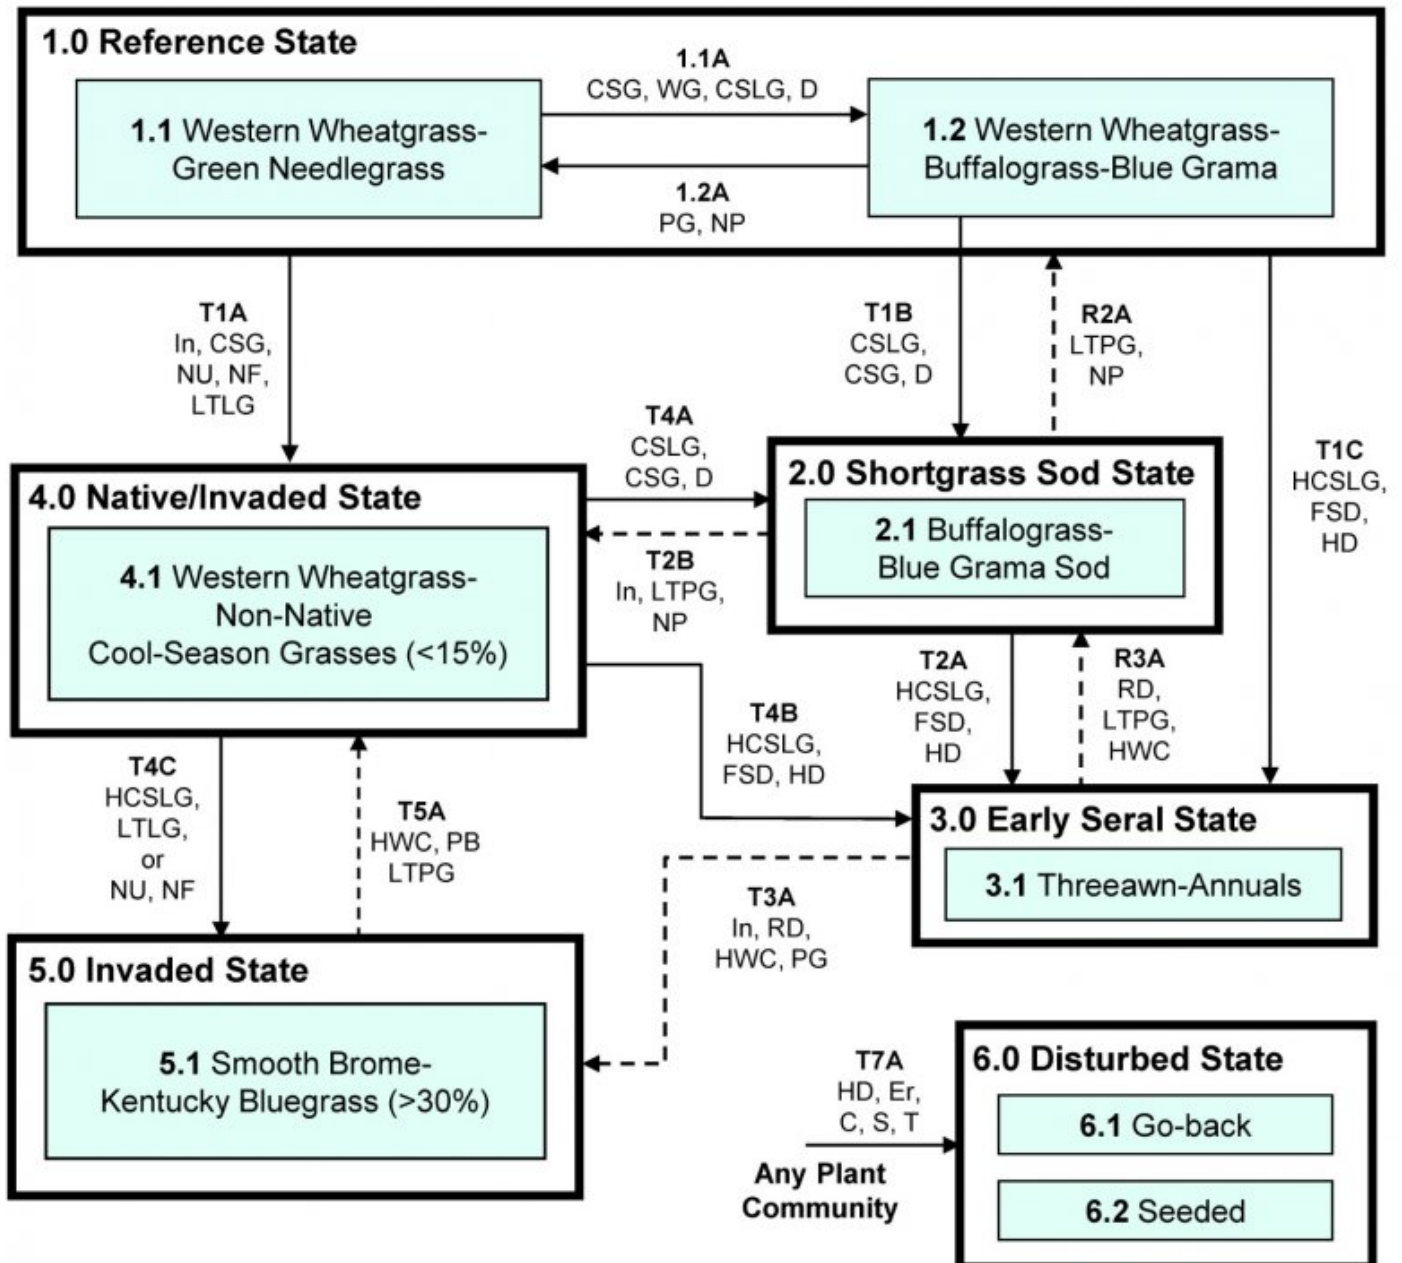 1.0 Reference State
1.1A
CSG, WG, CSLG, D
1.1 Western Wheatgrass-
Green Needlegrass
1.2 Western Wheatgrass-
Buffalograss-Blue Grama
1.2A
PG, NP
T1A
In, CSG,
NU, NF,
LTLG
T1B
CSLG,
CSG, D
R2A
LTPG,
NP
T1C
HCSLG,
FSD,
HD
T4A
CSLG,
CSG, D
4.0 Native/Invaded State
4.1 Western Wheatgrass-
Non-Native
Cool-Season Grasses (<15%)
2.0 Shortgrass Sod State
2.1 Buffalograss-
Blue Grama Sod
T2B
In, LTPG,
NP
T2A
HCSLG,
FSD,
HD
R3A
RD,
LTPG,
HWC
T4B
HCSLG,
FSD, HD
T4C
HCSLG,
LTLG,
or
NU, NF
T5A
HWC, PB
LTPG
3.0 Early Seral State
3.1 Threeawn-Annuals
T3A
In, RD,
HWC, PG
5.0 Invaded State
5.1 Smooth Brome-
Kentucky Bluegrass (>30%)
T7A
HD, Er,
C, S, T
Any Plant
Community
6.0 Disturbed State
6.1 Go-back
6.2 Seeded